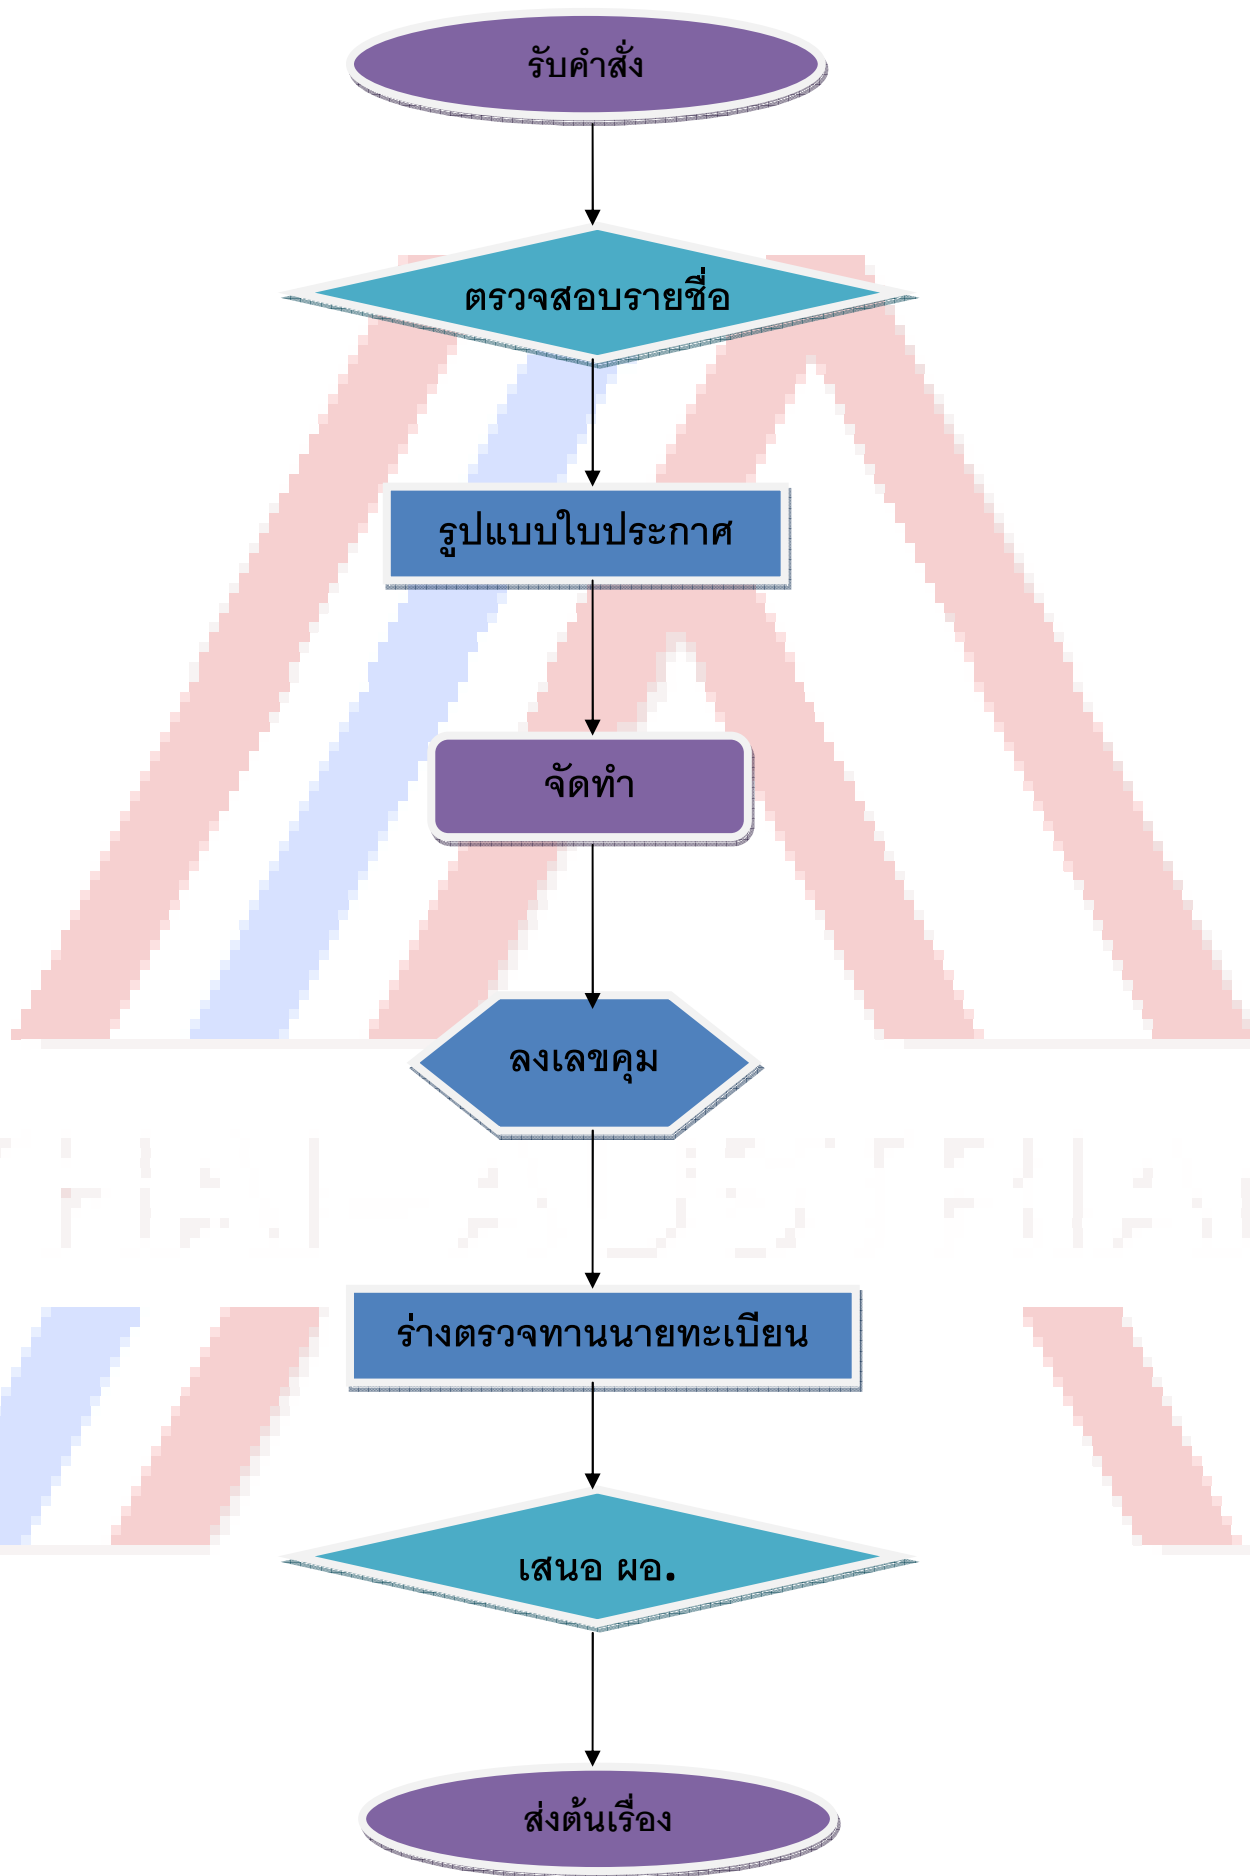 รับคำสั่ง
ตรวจสอบรายชื่อ
รูปแบบใบประกาศ
จัดทำ
ลงเลขคุม
THAI-AUSTRIA
ร่างตรวจทานนายทะเบียน
เสนอ ผอ.
ส่งต้นเรื่อง